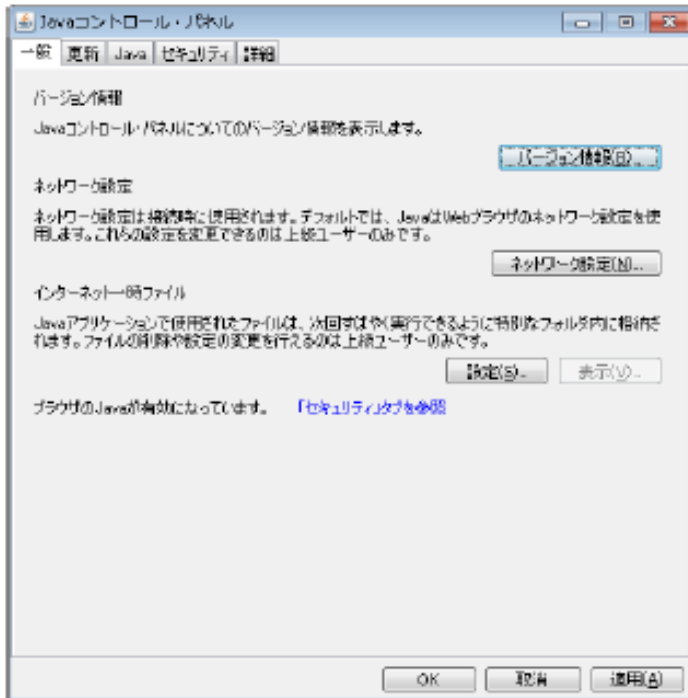 Javaコントロール・パネル
一般 更新 Java セキュリティ 詳細
バージョン情報
Javaコントロール・パネルについてのバージョン情報を表示します。
バージョン情報(B)...
ネットワーク設定
ネットワーク設定は接続時に使用されます。デフォルトでは、JavaはWebブラウザのネットワーク設定を使
用します。これらの設定を変更できるのは上級ユーザーのみです。
ネットワーク設定(N)...
インターネット一時ファイル
Javaアプリケーションで使用されたファイルは、次回すばやく実行できるように特別なフォルダ内に格納さ
れます。ファイルの削除や設定の変更を行えるのは上級ユーザーのみです。
設定(S)... 表示(V)...
ブラウザのJavaが有効になっています。 「セキュリティ」タブを参照
OK 取消 適用(A)